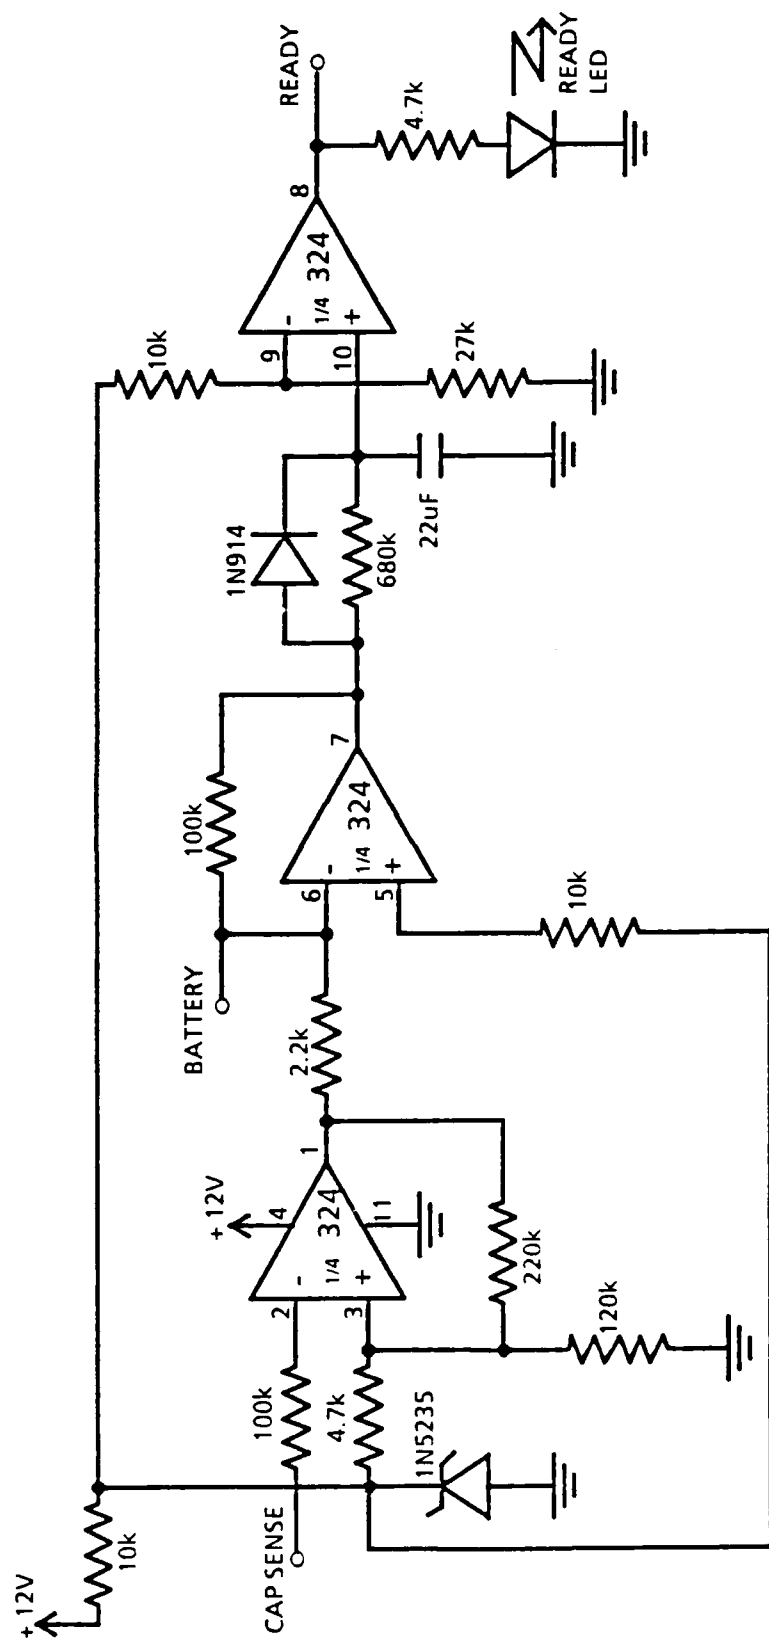 + 12V
10k
CAP SENSE
100k
4.7k
1N5235
2
3
-
+
1/4
324
4
+ 12V
11
1
220k
120k
2.2k
BATTERY
100k
6
5
-
+
1/4
324
7
10k
1N914
680k
22uF
10k
9
10
-
+
1/4
324
8
27k
READY
4.7k
READY
LED